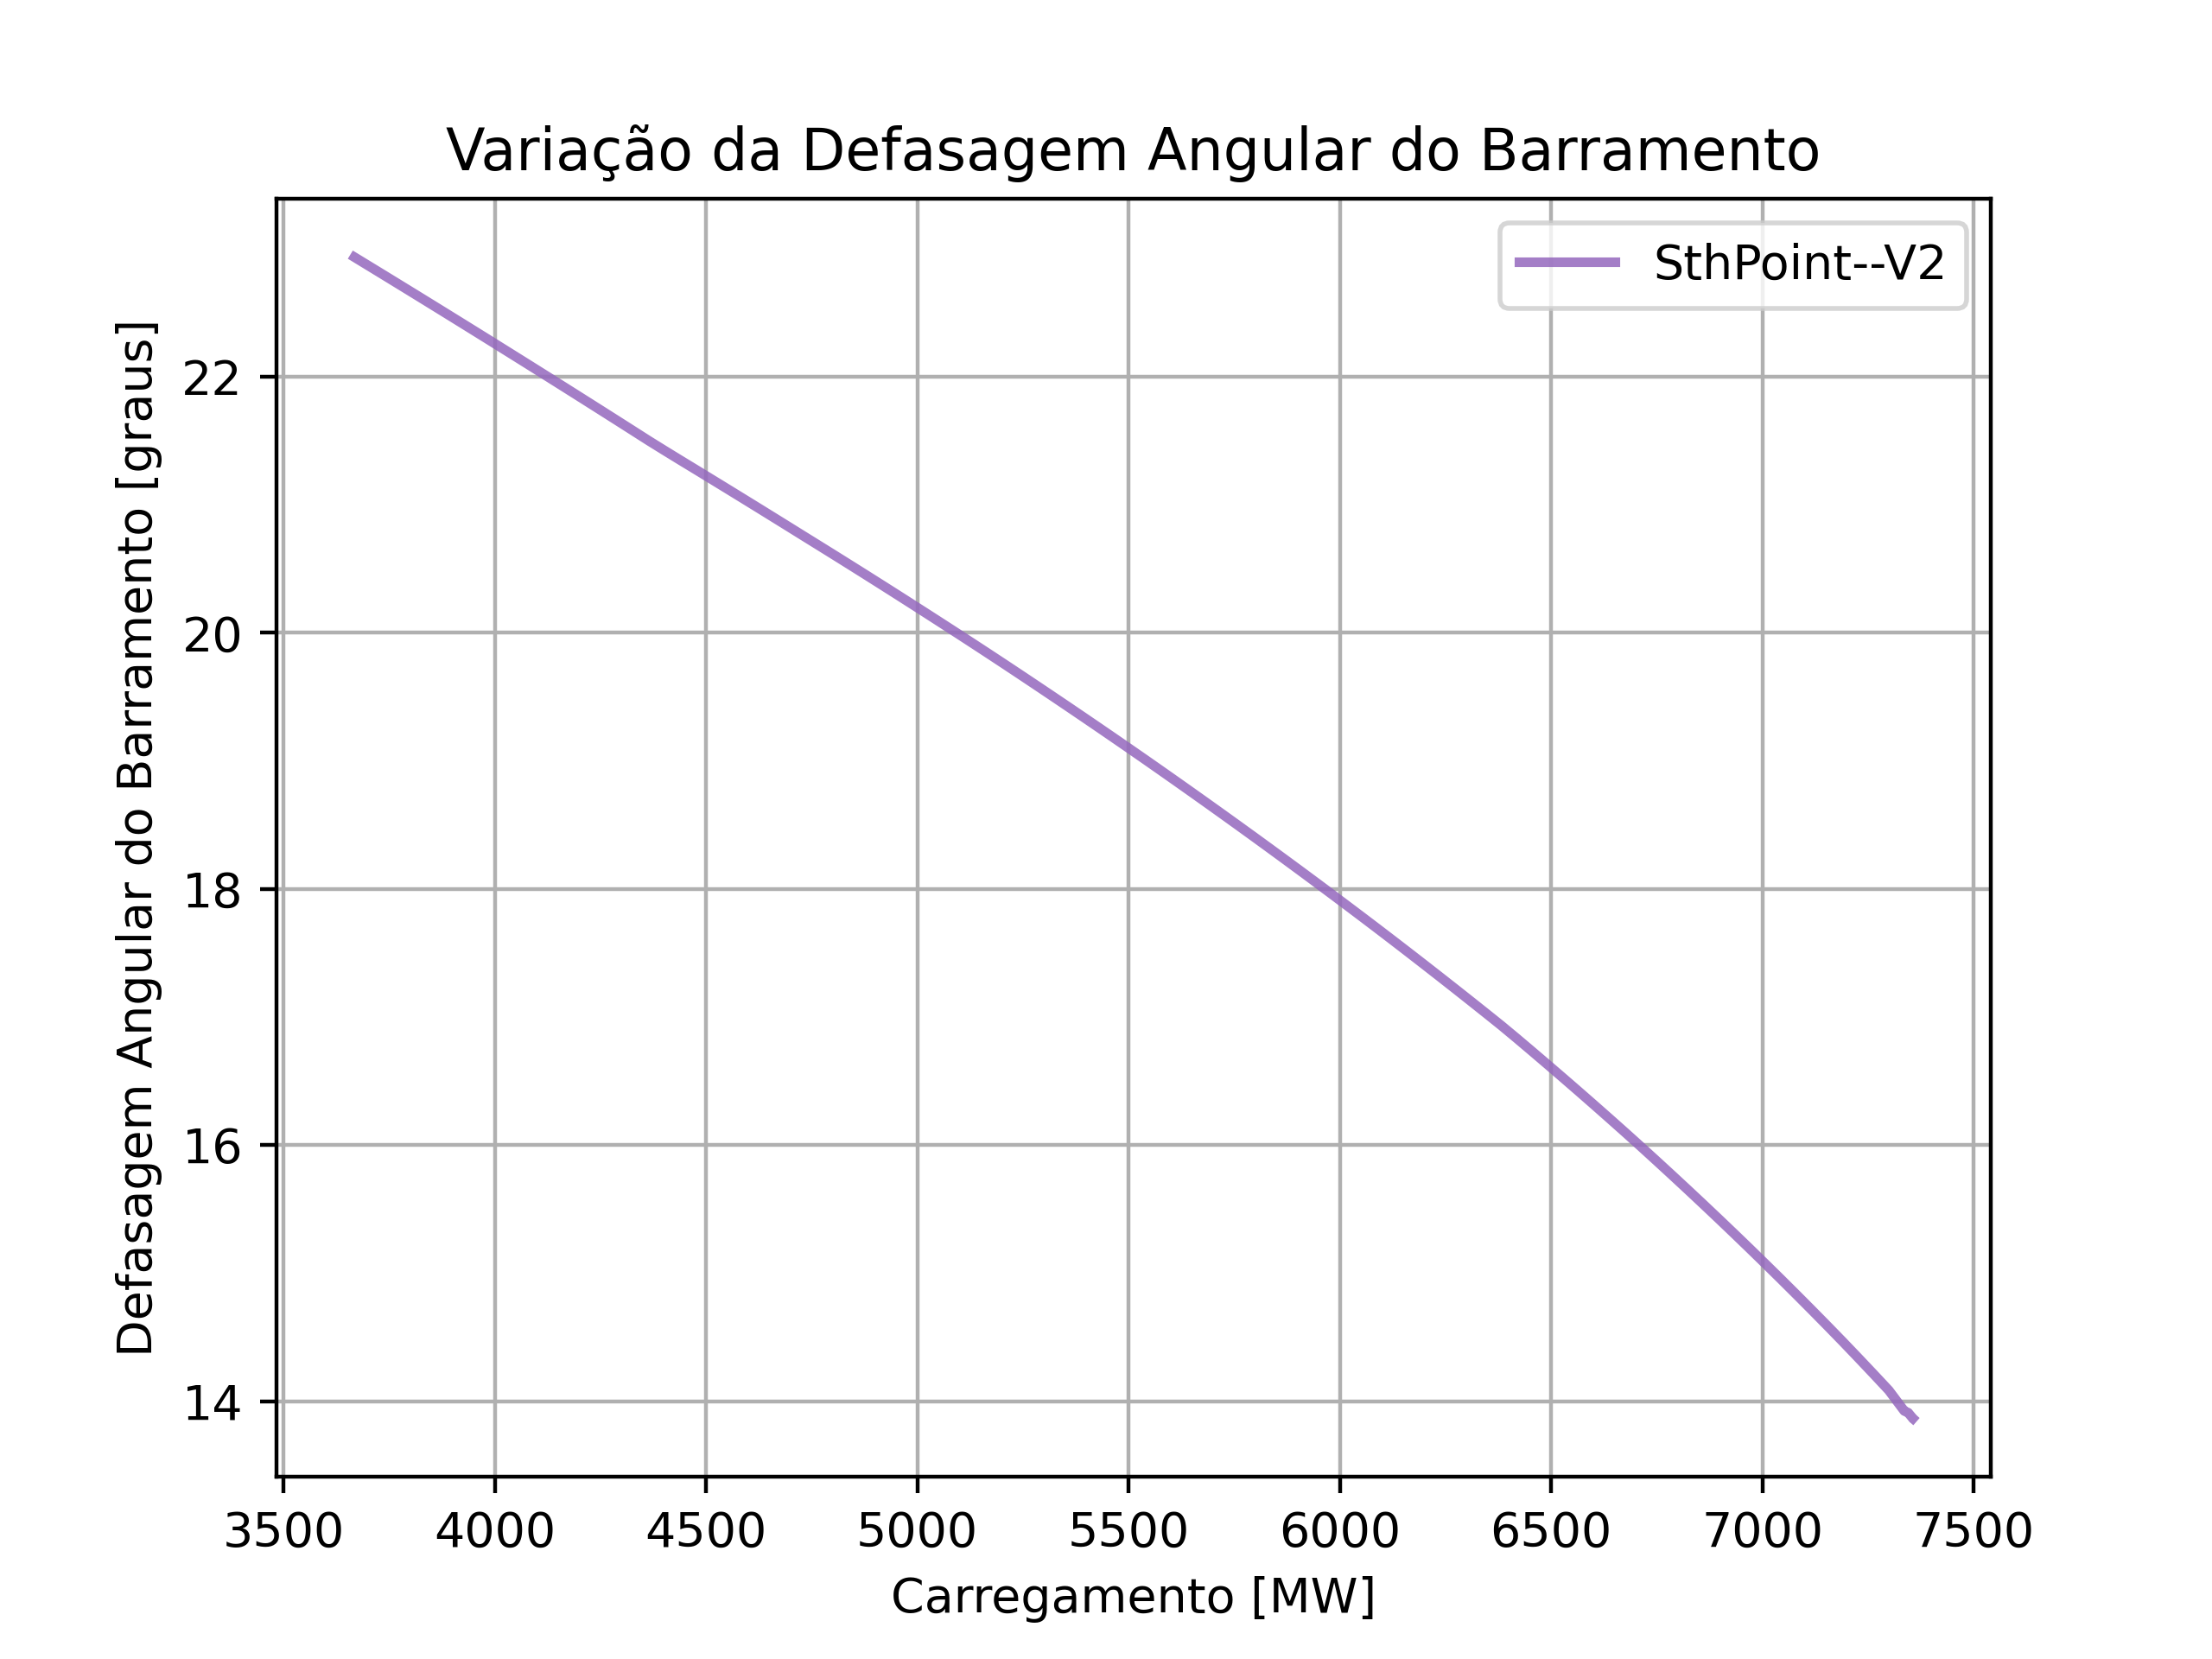 Variação da Defasagem Angular do Barramento
SthPoint--V2
Defasagem Angular do Barramento [graus]
22
20
18
16
14
3500 4000 4500 5000 5500 6000 6500 7000 7500
Carregamento [MW]